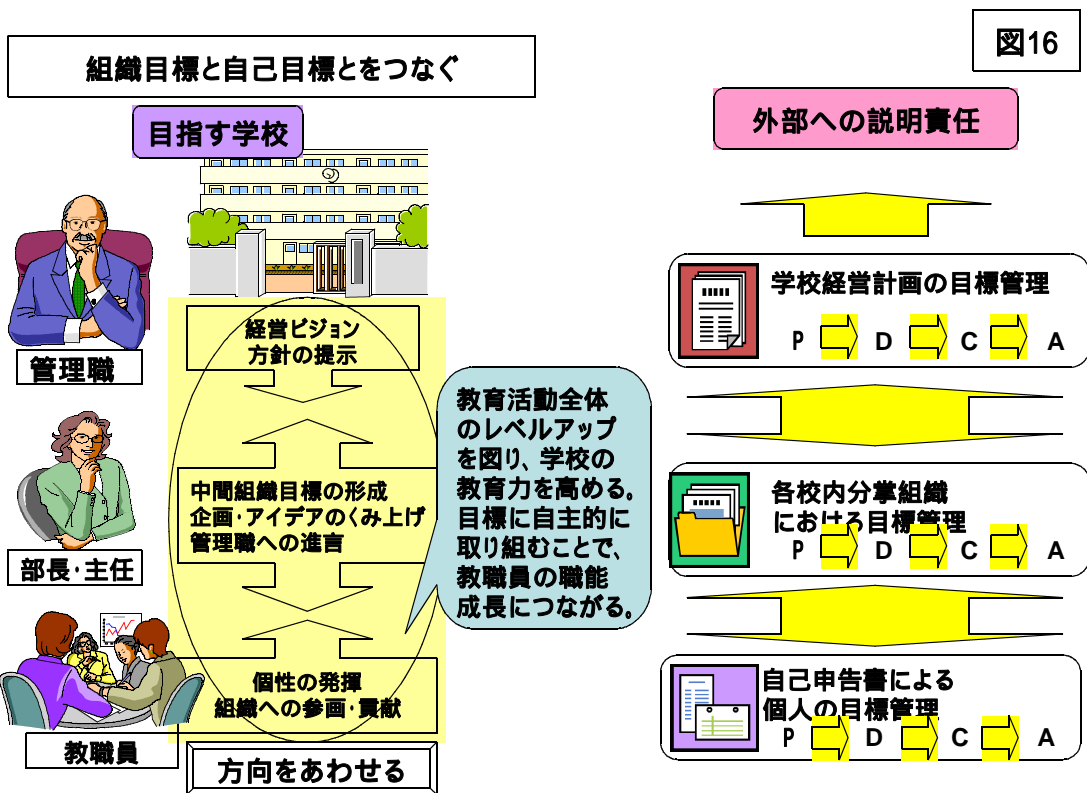 図16
組織目標と自己目標とをつなぐ
目指す学校
管理職
経営ビジョン
方針の提示
部長・主任
中間組織目標の形成
企画・アイデアのくみ上げ
管理職への進言
教職員
個性の発揮
組織への参画・貢献
方向をあわせる
教育活動全体
のレベルアップ
を図り、学校の
教育力を高める。
目標に自主的に
取り組むことで、
教職員の職能
成長につながる。
外部への説明責任
学校経営計画の目標管理
P D C A
各校内分掌組織
における目標管理
P D C A
自己申告書による
個人の目標管理
P D C A